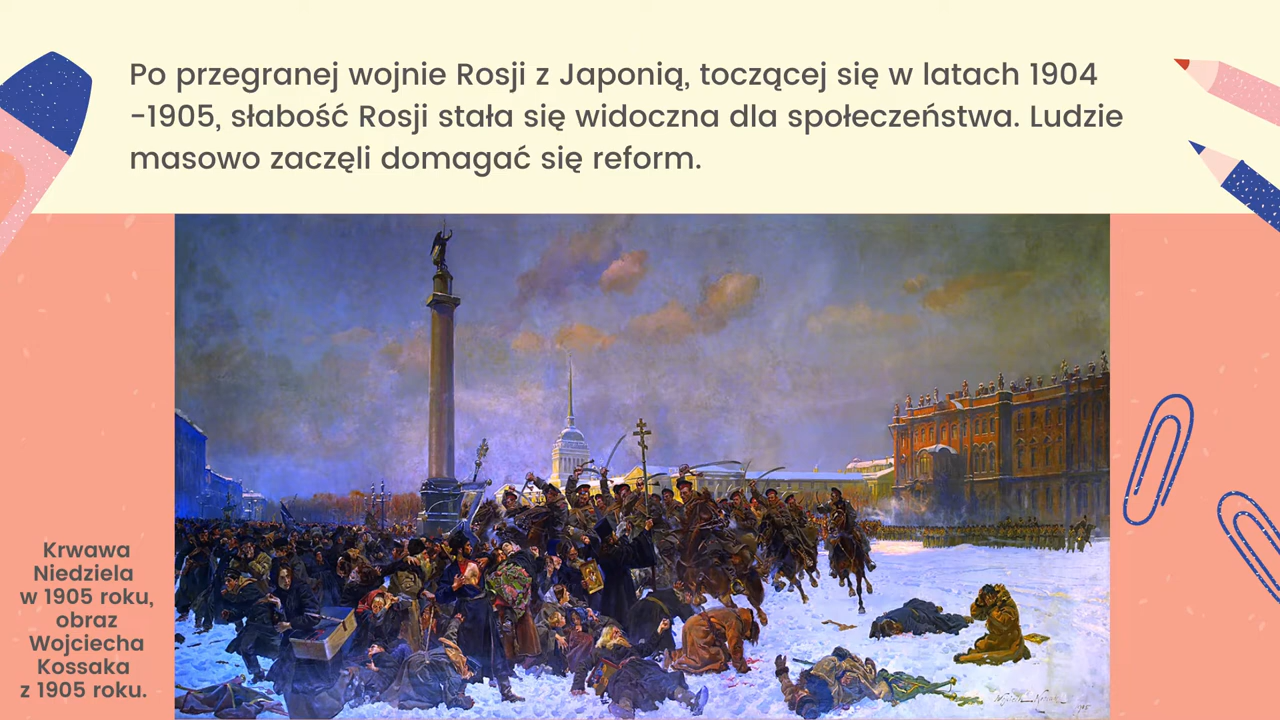 Po przegranej wojnie Rosji z Japonią, toczącej się w latach 1904
-1905, słabość Rosji stała się widoczna dla społeczeństwa. Ludzie
masowo zaczęli domagać się reform.
Krwawa
Niedziela
w 1905 roku,
obraz
Wojciecha
Kossaka
z 1905 roku.